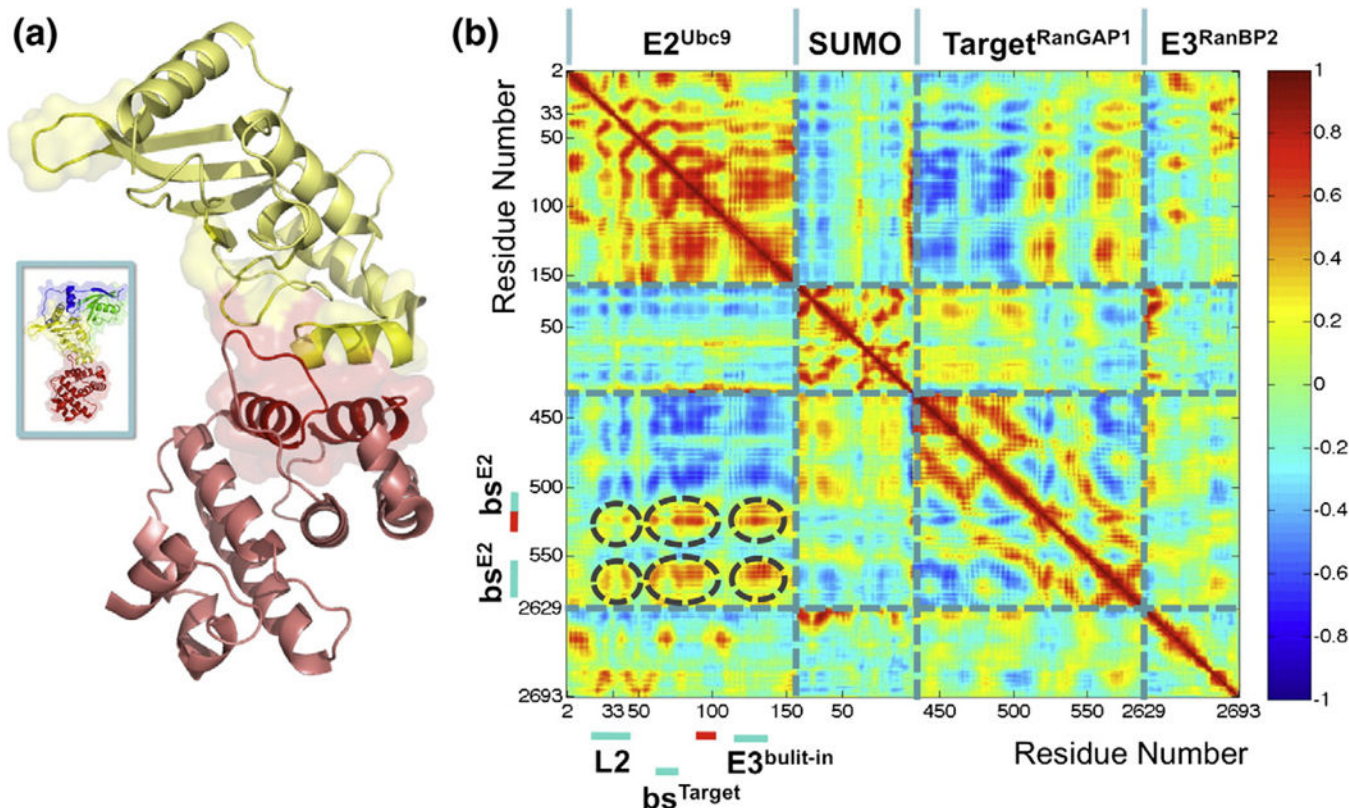 (a)
(b)
E2Ubc9 SUMO TargetRanGAP1 E3RanBP2
Residue Number
2
33
50
100
150
50
450
500
550
2629
2693
bsE2
bsE2
2 33 50 100 150 50 450 500 550 2629 2693
L2
bsTarget
E3bulit-in
Residue Number
1
0.8
0.6
0.4
0.2
0
-0.2
-0.4
-0.6
-0.8
-1